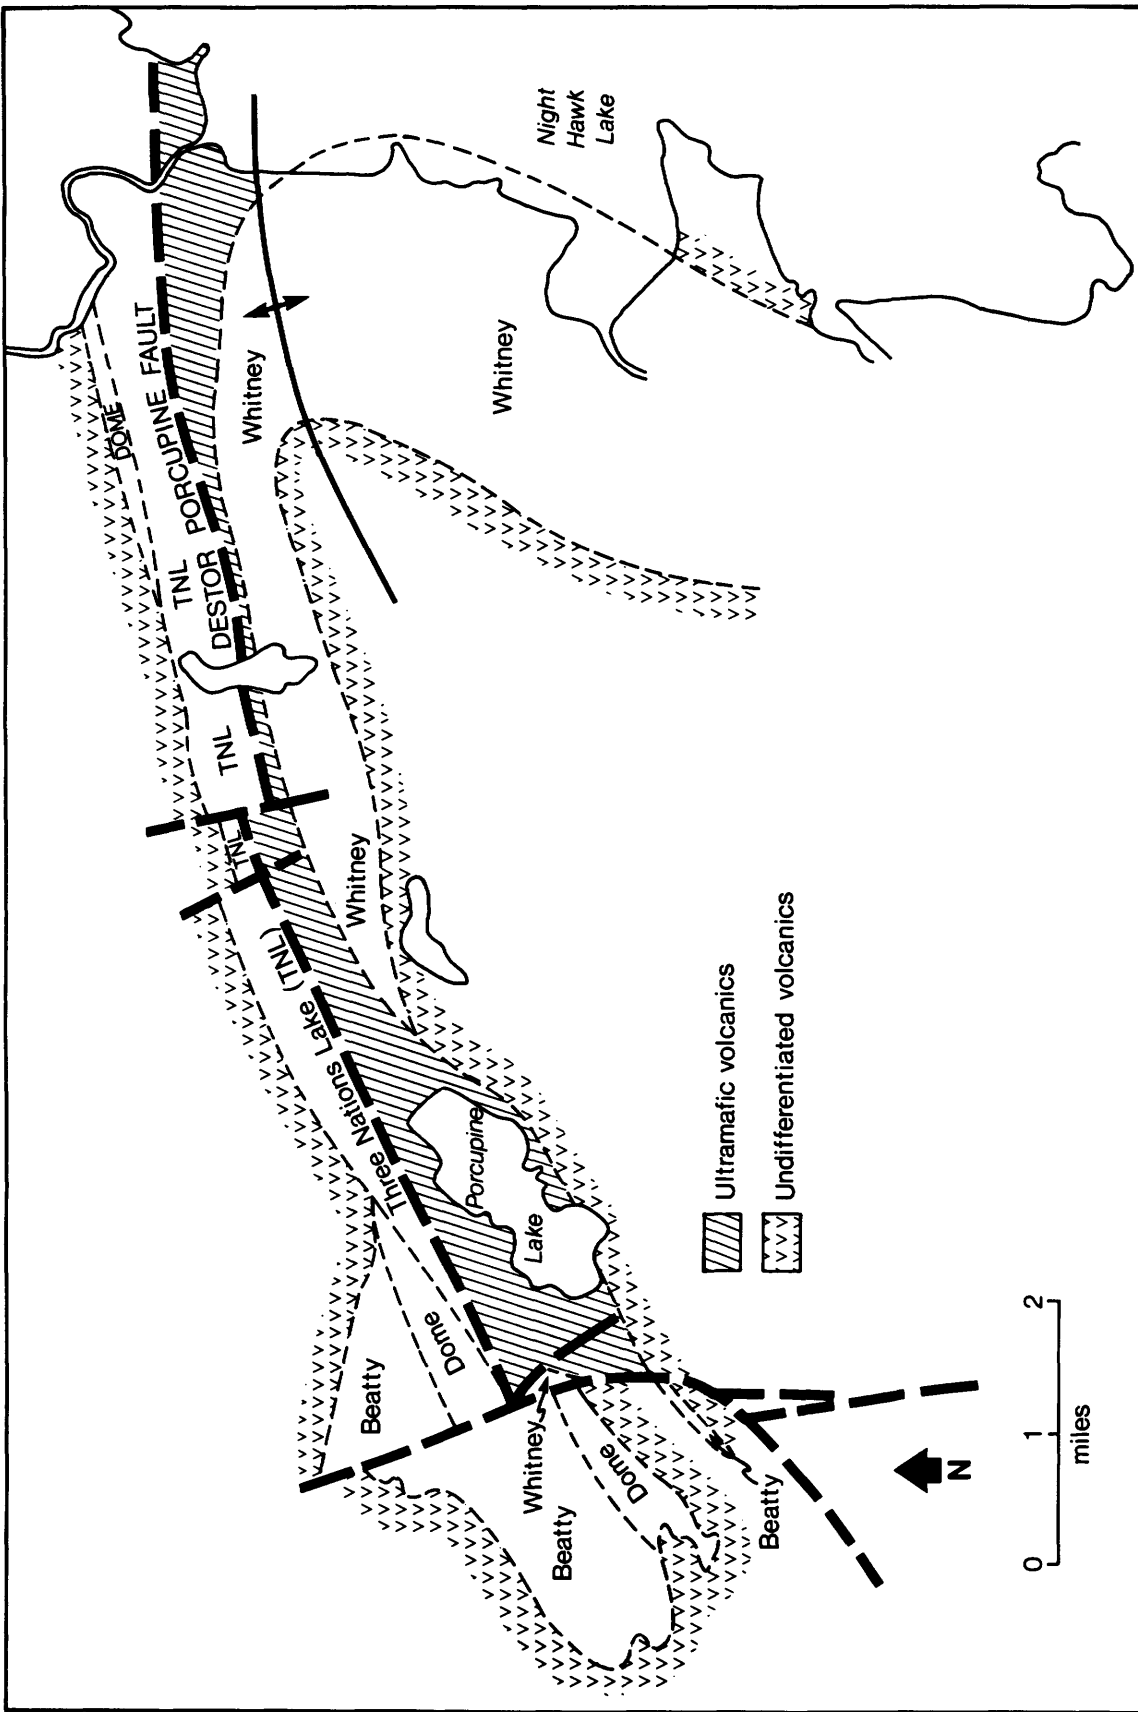 Night
Hawk
Lake
DOME
TNL
DESTOR PORCUPINE FAULT
Whitney
Whitney
TNL
TNL
Whitney
Three Nations Lake (TNL)
Porcupine
Lake
Dome
Beatty
Whitney
Beatty
Dome
Beatty
Ultramafic volcanics
Undifferentiated volcanics
0
1
2
miles
N